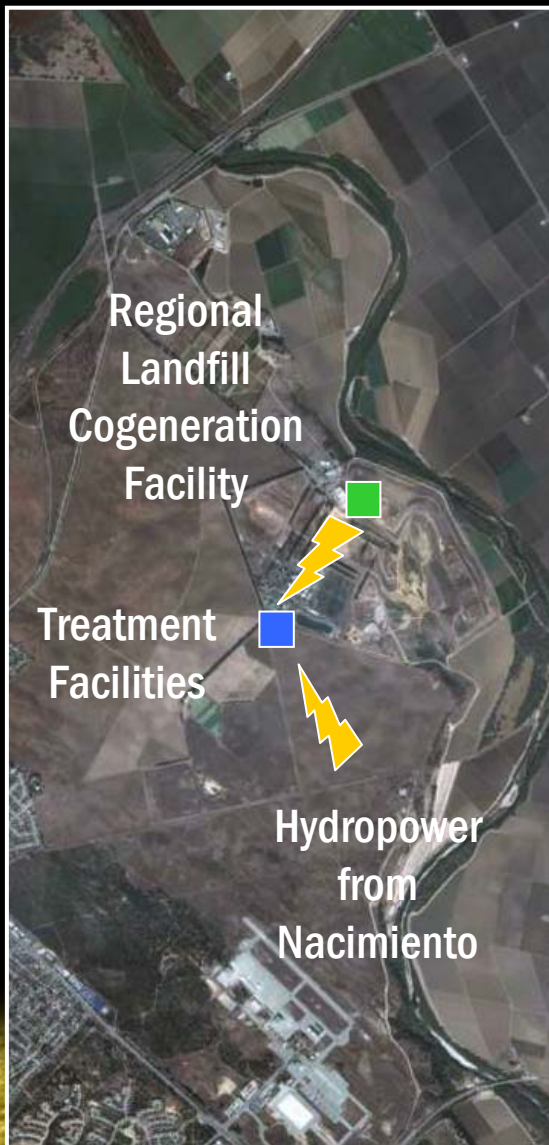 Regional
Landfill
Cogeneration
Facility
Treatment
Facilities
Hydropower
from
Nacimiento